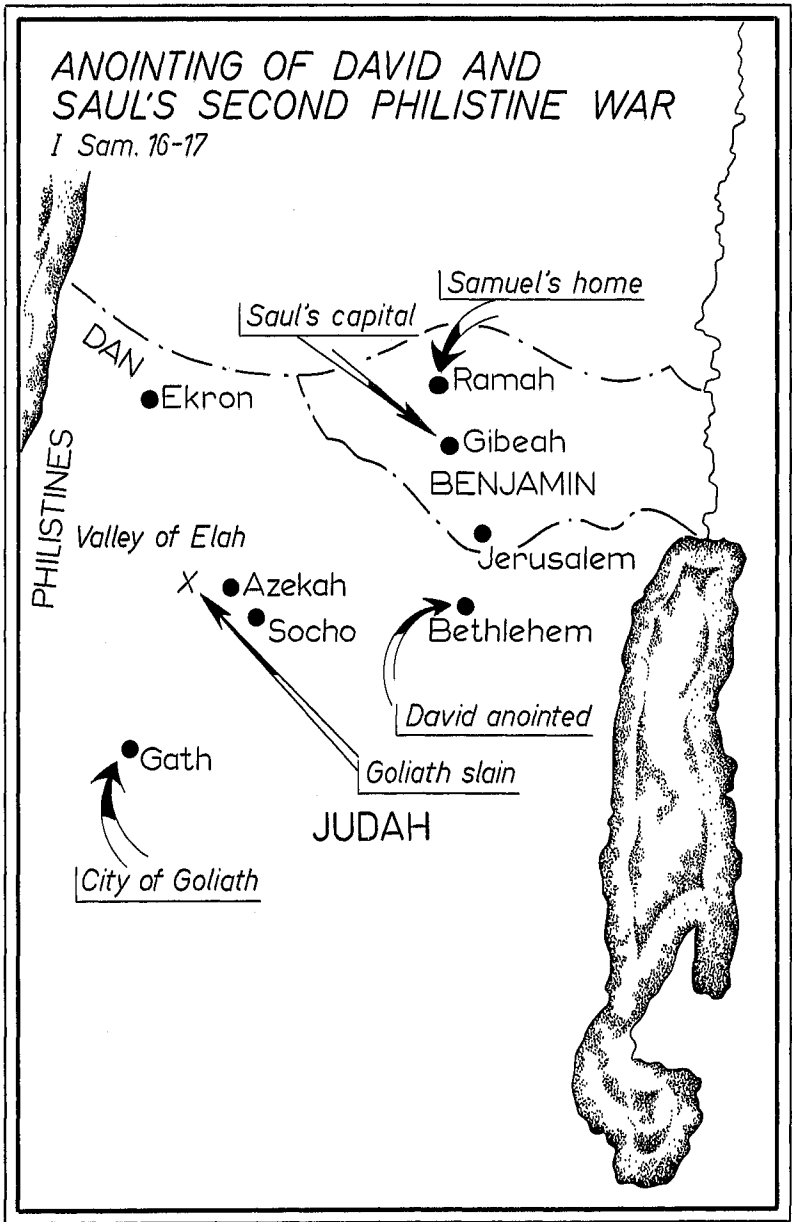 ANOINTING OF DAVID AND
SAUL'S SECOND PHILISTINE WAR
I Sam. 16-17
Samuel's home
Saul's capital
DAN
Ramah
Ekron
Gibeah
BENJAMIN
PHILISTINES
Valley of Elah
Jerusalem
X
Azekah
Socho
Bethlehem
David anointed
Gath
Goliath slain
JUDAH
City of Goliath